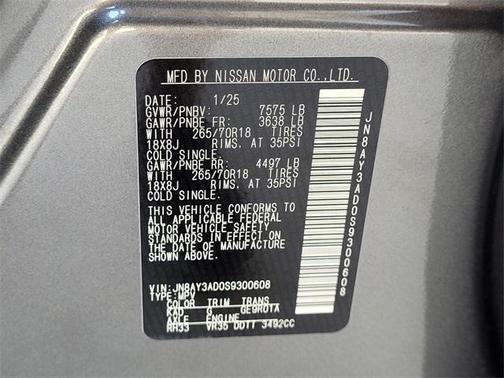 MFD BY NISSAN MOTOR CO.,LTD.
DATE: 1/25
GVWR/PNBV: 7575 LB
GAWR/PNBE FR: 3638 LB
WITH 265/70R18 TIRES
18X8J RIMS. AT 35PSI
COLD SINGLE.
GAWR/PNBE RR: 4497 LB
WITH 265/70R18 TIRES
18X8J RIMS. AT 35PSI
COLD SINGLE.
THIS VEHICLE CONFORMS TO
ALL APPLICABLE FEDERAL
MOTOR VEHICLE SAFETY
STANDARDS IN EFFECT ON
THE DATE OF MANUFACTURE
SHOWN ABOVE.
VIN: JN8AY3AD0S9300608
TYPE: MPV
COLOR TRIM TRANS
KAD G GE9R01A
AXLE ENGINE
RH33 VR35 DDTT 3492CC
JN8AY3AD0S9300608